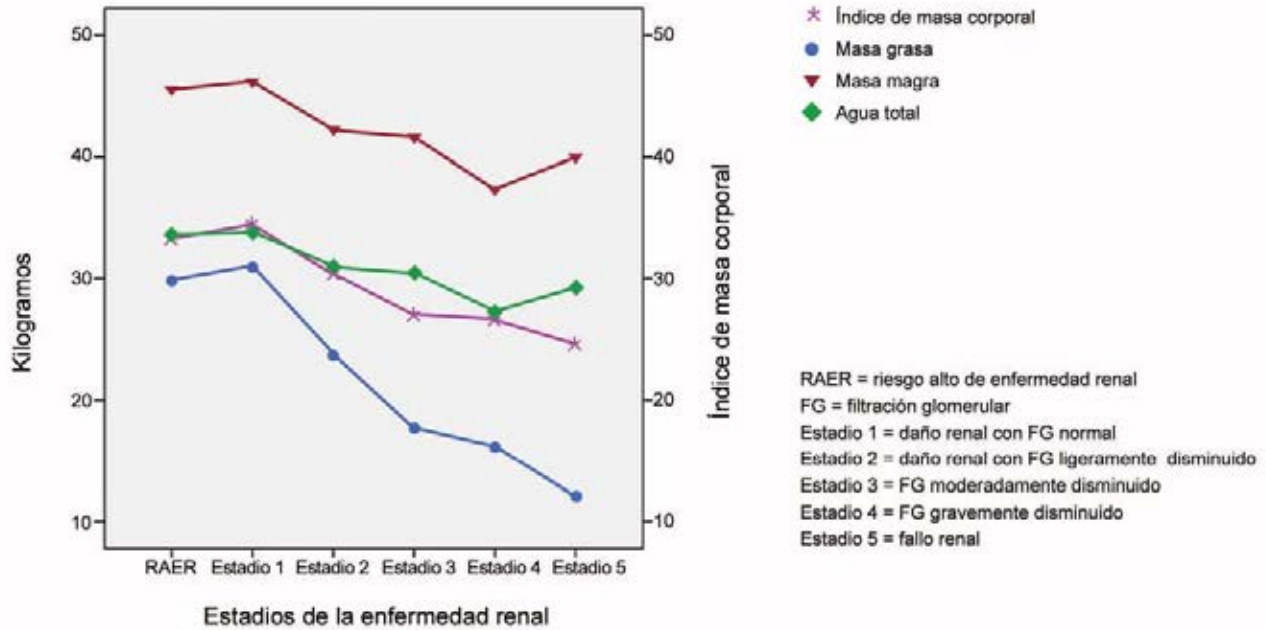 Índice de masa corporal
Masa grasa
Masa magra
Agua total
50
40
30
20
10
Kilogramos
50
40
30
20
10
Índice de masa corporal
RAER Estadio 1 Estadio 2 Estadio 3 Estadio 4 Estadio 5
Estadios de la enfermedad renal
RAER = riesgo alto de enfermedad renal
FG = filtración glomerular
Estadio 1 = daño renal con FG normal
Estadio 2 = daño renal con FG ligeramente disminuido
Estadio 3 = FG moderadamente disminuido
Estadio 4 = FG gravemente disminuido
Estadio 5 = fallo renal